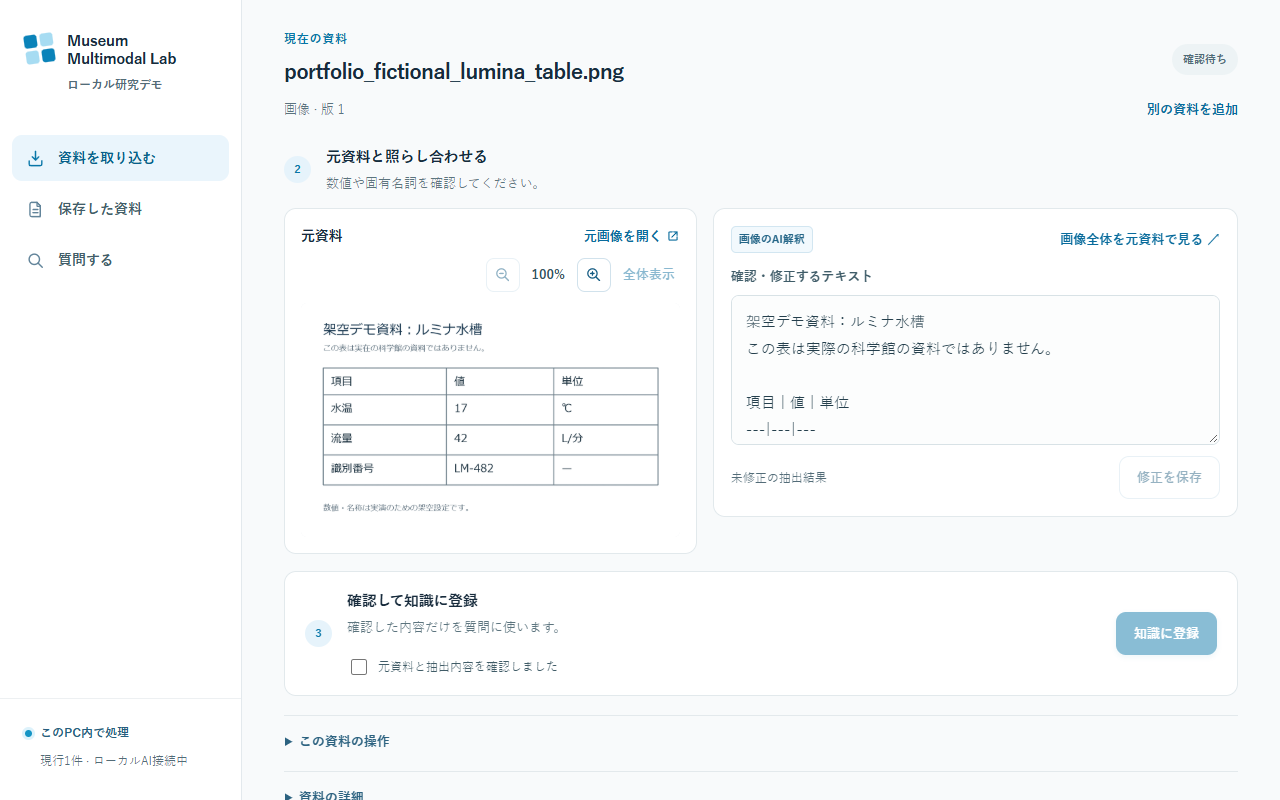 Museum
Multimodal Lab
ローカル研究デモ
資料を取り込む
保存した資料
質問する
このPC内で処理
現行1件 · ローカルAI接続中
現在の資料
portfolio_fictional_lumina_table.png
画像 · 版 1
確認待ち
別の資料を追加
2
元資料と照らし合わせる
数値や固有名詞を確認してください。
元資料
元画像を開く
100%
全体表示
架空デモ資料：ルミナ水槽
この表は実在の科学館の資料ではありません。
項目 値 単位
水温 17 ℃
流量 42 L/分
識別番号 LM-482 —
数値・名称は実演のための架空設定です。
画像のAI解釈
画像全体を元資料で見る ↗
確認・修正するテキスト
架空デモ資料：ルミナ水槽
この表は実際の科学館の資料ではありません。
項目 | 値 | 単位
---|---|---
未修正の抽出結果
修正を保存
3
確認して知識に登録
確認した内容だけを質問に使います。
元資料と抽出内容を確認しました
知識に登録
この資料の操作
資料の詳細